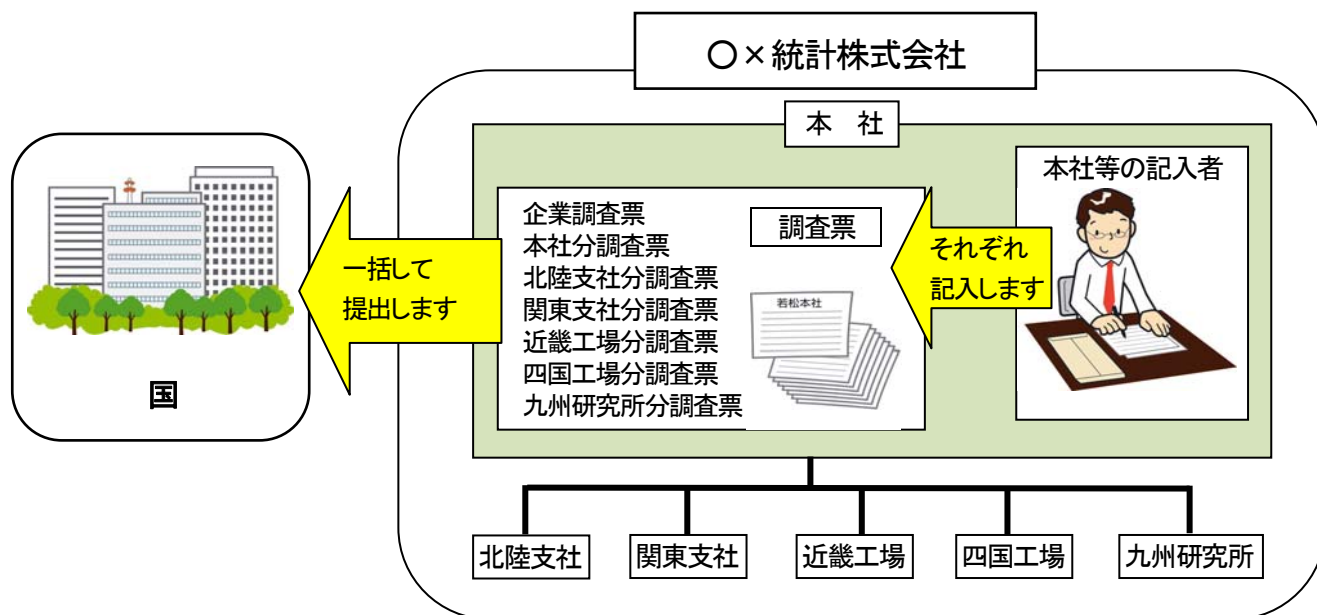 〇×統計株式会社
本 社
本社等の記入者
企業調査票
本社分調査票
北陸支社分調査票
関東支社分調査票
近畿工場分調査票
四国工場分調査票
九州研究所分調査票
調査票
若松本社
それぞれ
記入します
一括して
提出します
国
北陸支社
関東支社
近畿工場
四国工場
九州研究所